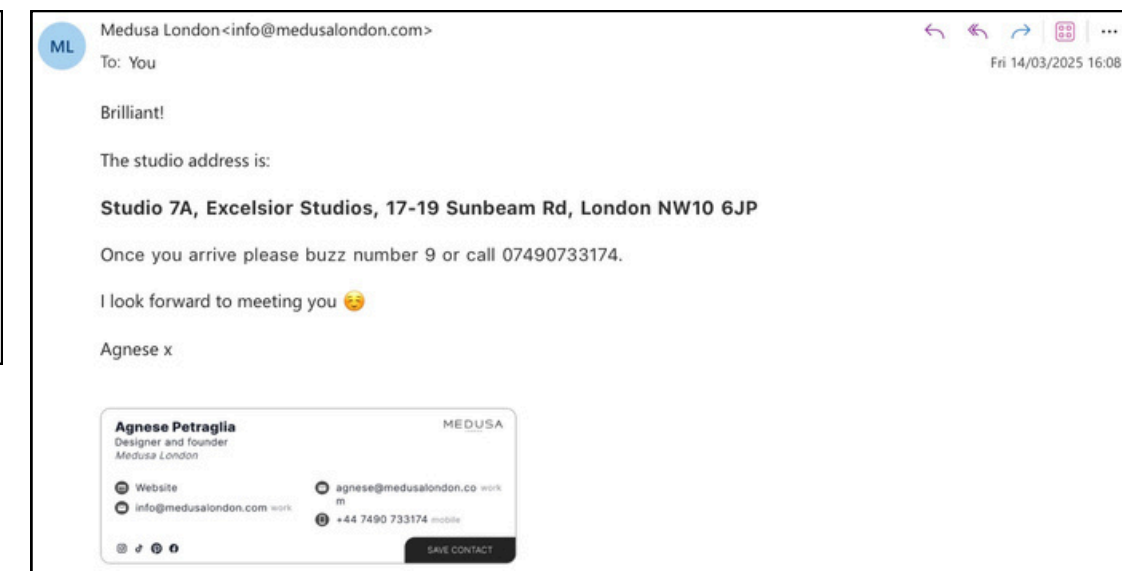 ML
Medusa London<info@medusalondon.com>
To: You
Fri 14/03/2025 16:08
Brilliant!
The studio address is:
Studio 7A, Excelsior Studios, 17-19 Sunbeam Rd, London NW10 6JP
Once you arrive please buzz number 9 or call 07490733174.
I look forward to meeting you ☺️
Agnese x
Agnese Petraglia
MEDUSA
Designer and founder
Medusa London
Website
info@medusalondon.com work
agnese@medusalondon.co work
m
+44 7490 733174 mobile
SAVE CONTACT